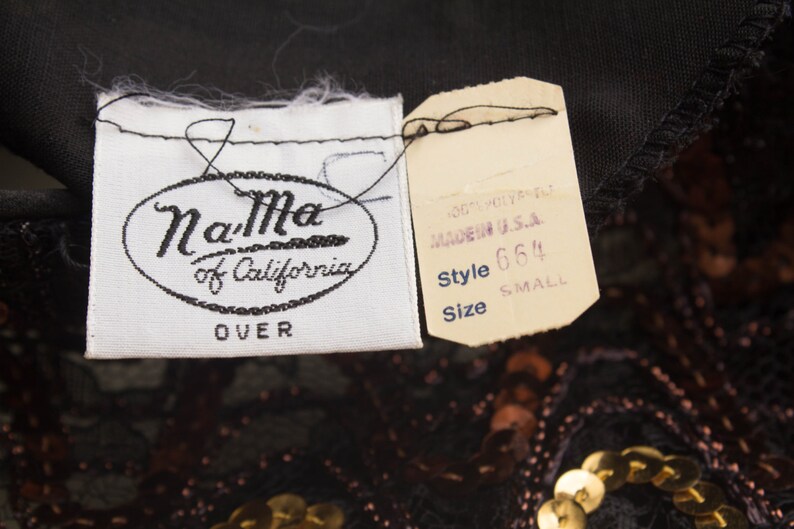 Na-Ma
of California
OVER
100% POLYESTER
MADE IN U.S.A.
Style 664
Size SMALL